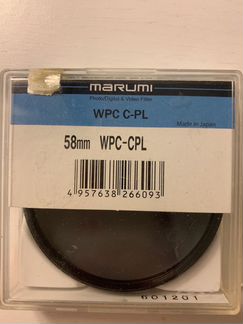 marumi
Photo/Digital & Video Filter
WPC C-PL
Made in Japan
58mm WPC-CPL
4 957638 266093
601201